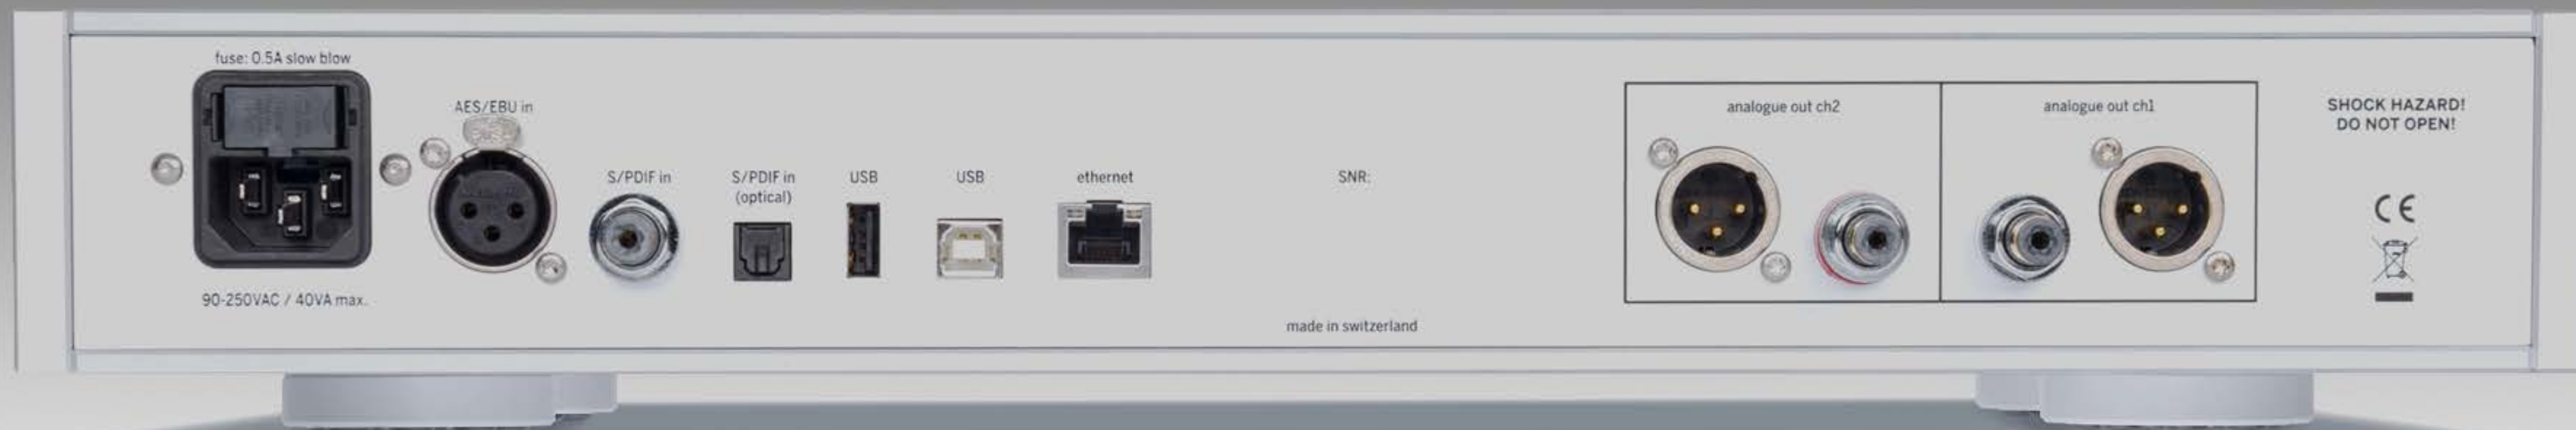 fuse: 0.5A slow blow
90-250VAC / 40VA max.
AES/EBU in
S/PDIF in
S/PDIF in
(optical)
USB
USB
ethernet
SNR:
made in switzerland
analogue out ch2
analogue out ch1
SHOCK HAZARD!
DO NOT OPEN!
CE